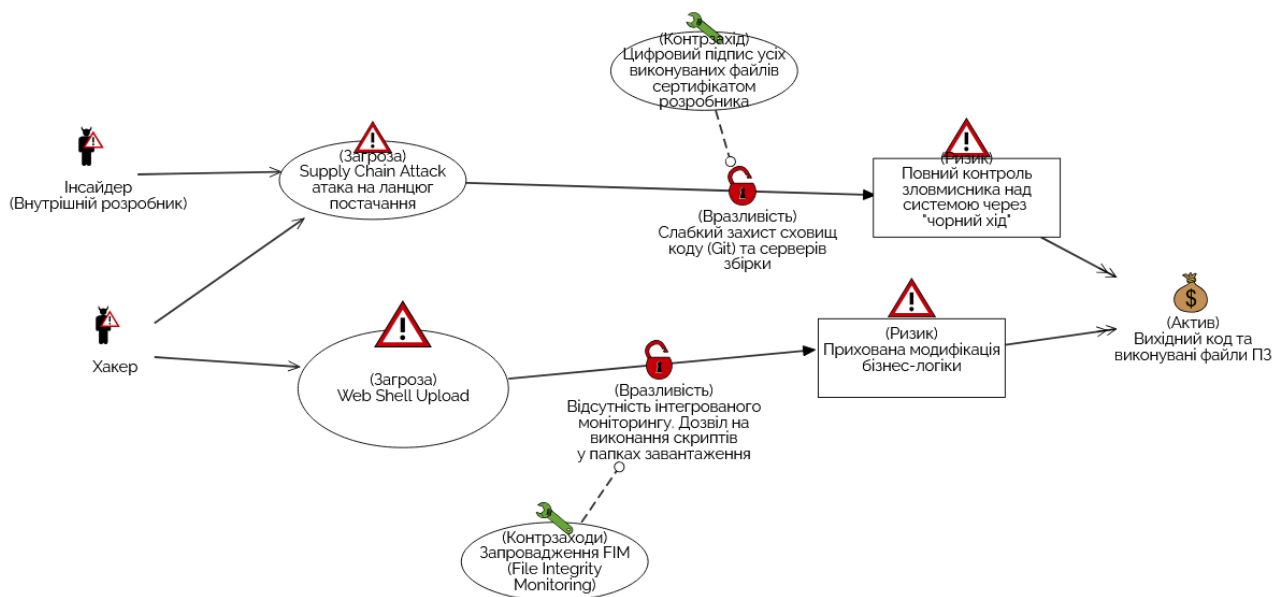 (Контрзахід)
Цифровий підпис усіх
виконуваних файлів
сертифікатом
розробника
Інсайдер
(Внутрішній розробник)
(Загроза)
Supply Chain Attack
атака на ланцюг
постачання
(Вразливість)
Слабкий захист сховищ
коду (Git) та серверів
збірки
(Ризик)
Повний контроль
зловмисника над
системою через
"чорний хід"
Хакер
(Загроза)
Web Shell Upload
(Вразливість)
Відсутність інтегрованого
моніторингу. Дозвіл на
виконання скриптів
у папках завантаження
(Ризик)
Прихована модифікація
бізнес-логіки
$
(Актив)
Вихідний код та
виконувані файли ПЗ
(Контрзаходи)
Запровадження FIM
(File Integrity
Monitoring)